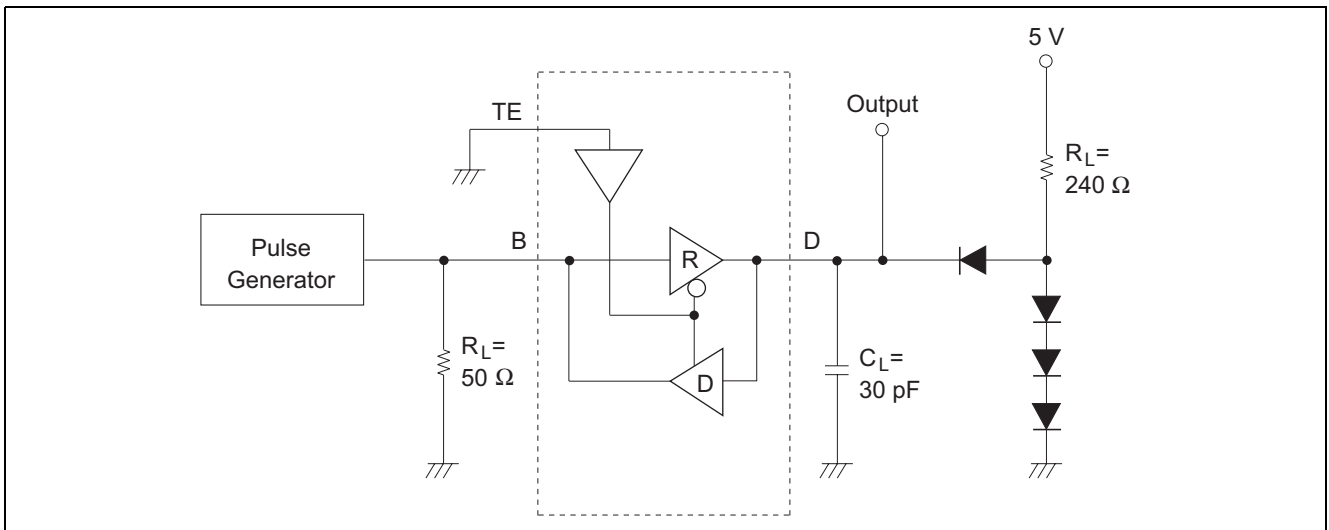 5 V
TE
Output
R_L=
240 Ω
Pulse
Generator
B
R
D
R_L=
50 Ω
D
C_L=
30 pF